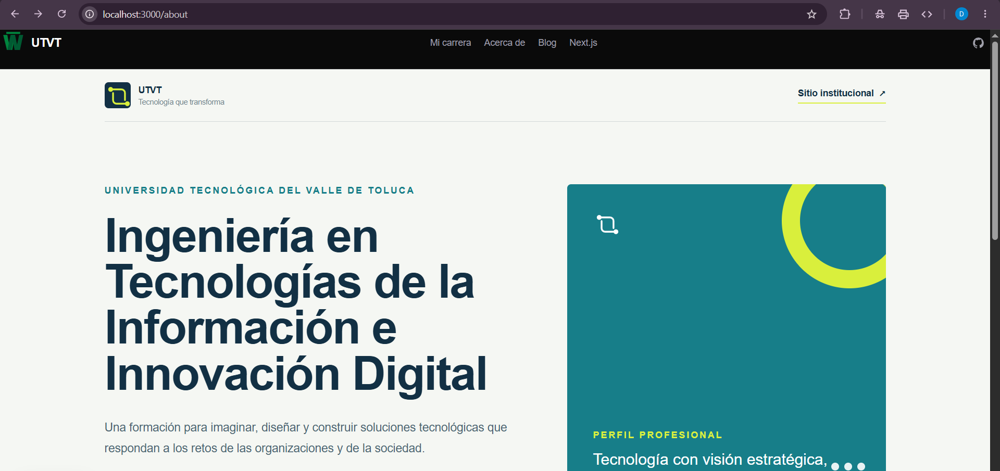 localhost:3000/about
D
UTVT
Mi carrera
Acerca de
Blog
Next.js
UTVT
Tecnología que transforma
Sitio institucional ↗
UNIVERSIDAD TECNOLÓGICA DEL VALLE DE TOLUCA
Ingeniería en
Tecnologías de la
Información e
Innovación Digital
Una formación para imaginar, diseñar y construir soluciones tecnológicas que
respondan a los retos de las organizaciones y de la sociedad.
PERFIL PROFESIONAL
Tecnología con visión estratégica,